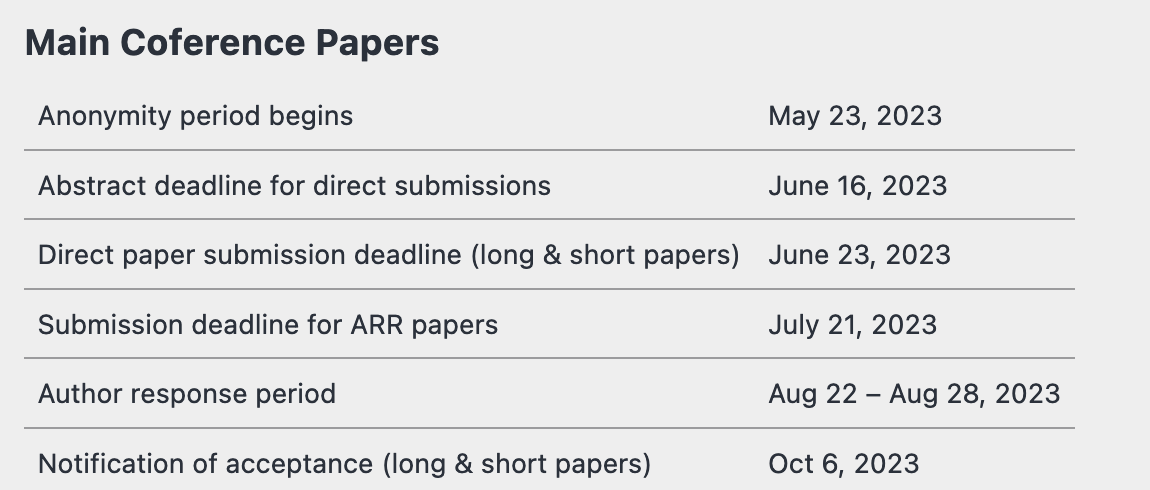 Main Coference Papers
Anonymity period begins May 23, 2023
Abstract deadline for direct submissions June 16, 2023
Direct paper submission deadline (long & short papers) June 23, 2023
Submission deadline for ARR papers July 21, 2023
Author response period Aug 22 – Aug 28, 2023
Notification of acceptance (long & short papers) Oct 6, 2023